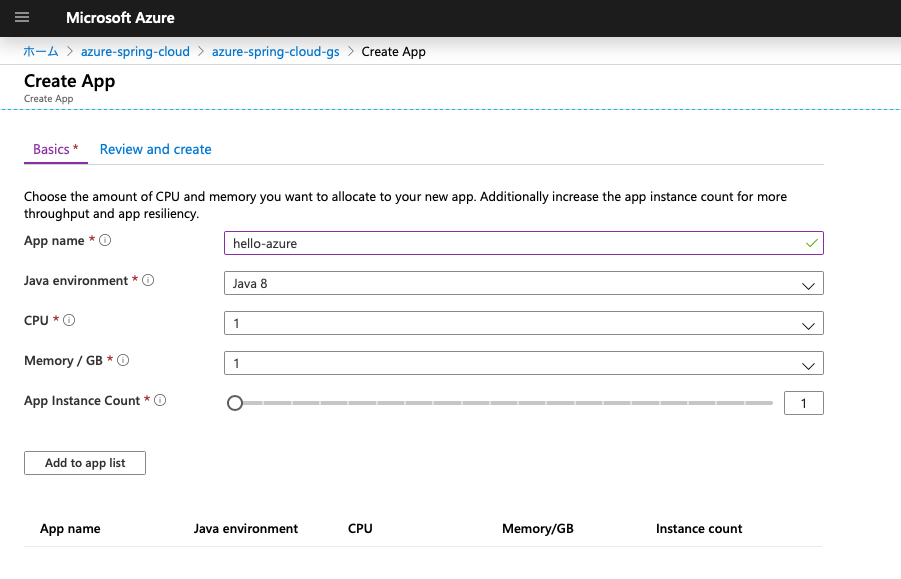 Microsoft Azure
ホーム > azure-spring-cloud > azure-spring-cloud-gs > Create App
Create App
Create App
Basics * Review and create
Choose the amount of CPU and memory you want to allocate to your new app. Additionally increase the app instance count for more
throughput and app resiliency.
App name * hello-azure
Java environment * Java 8
CPU * 1
Memory / GB * 1
App Instance Count * 1
Add to app list
App name Java environment CPU Memory/GB Instance count